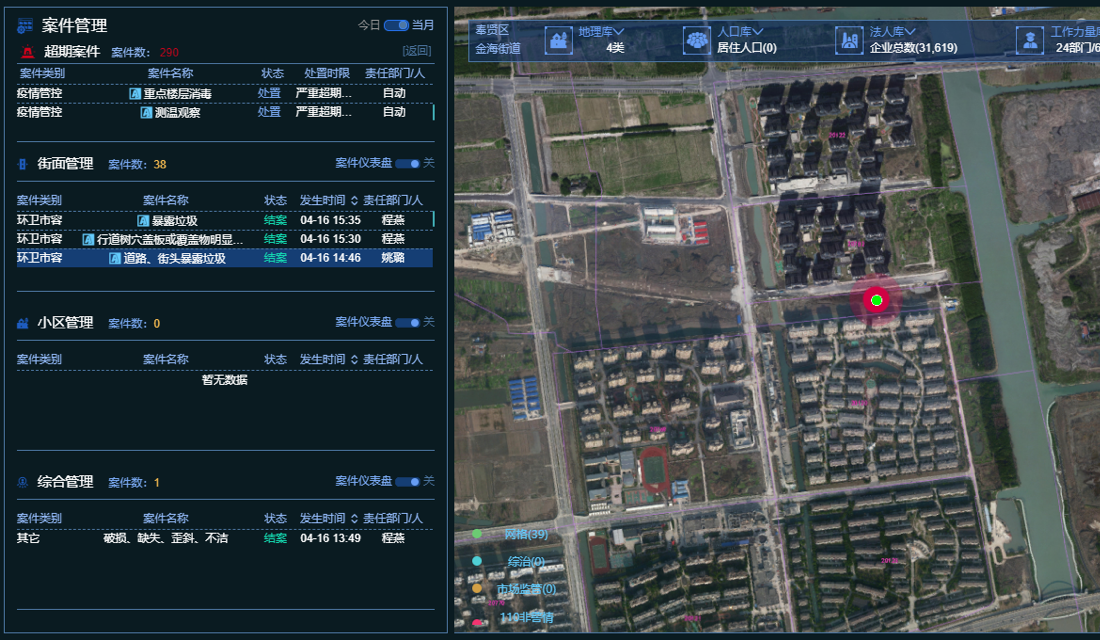 案件管理
今日 当月
超期案件 案件数: 290 [返回]
案件类别 案件名称 状态 处置时限 责任部门/人
疫情管控 重点楼层消毒 处置 严重超期... 自动
疫情管控 测温观察 处置 严重超期... 自动
街面管理 案件数: 38 案件仪表盘 关
案件类别 案件名称 状态 发生时间 责任部门/人
环卫市容 暴露垃圾 结案 04-16 15:35 程燕
环卫市容 行道树穴盖板或覆盖物明显... 结案 04-16 15:30 程燕
环卫市容 道路、街头暴露垃圾 结案 04-16 14:46 姚璐
小区管理 案件数: 0 案件仪表盘 关
案件类别 案件名称 状态 发生时间 责任部门/人
暂无数据
综合管理 案件数: 1 案件仪表盘 关
案件类别 案件名称 状态 发生时间 责任部门/人
其它 破损、缺失、歪斜、不洁 结案 04-16 13:49 程燕
奉贤区
金海街道
地理库
4类
人口库
居住人口(0)
法人库
企业总数(31,619)
工作力量
24部门/6
网格(39)
综治(0)
市场监管(0)
110非警情